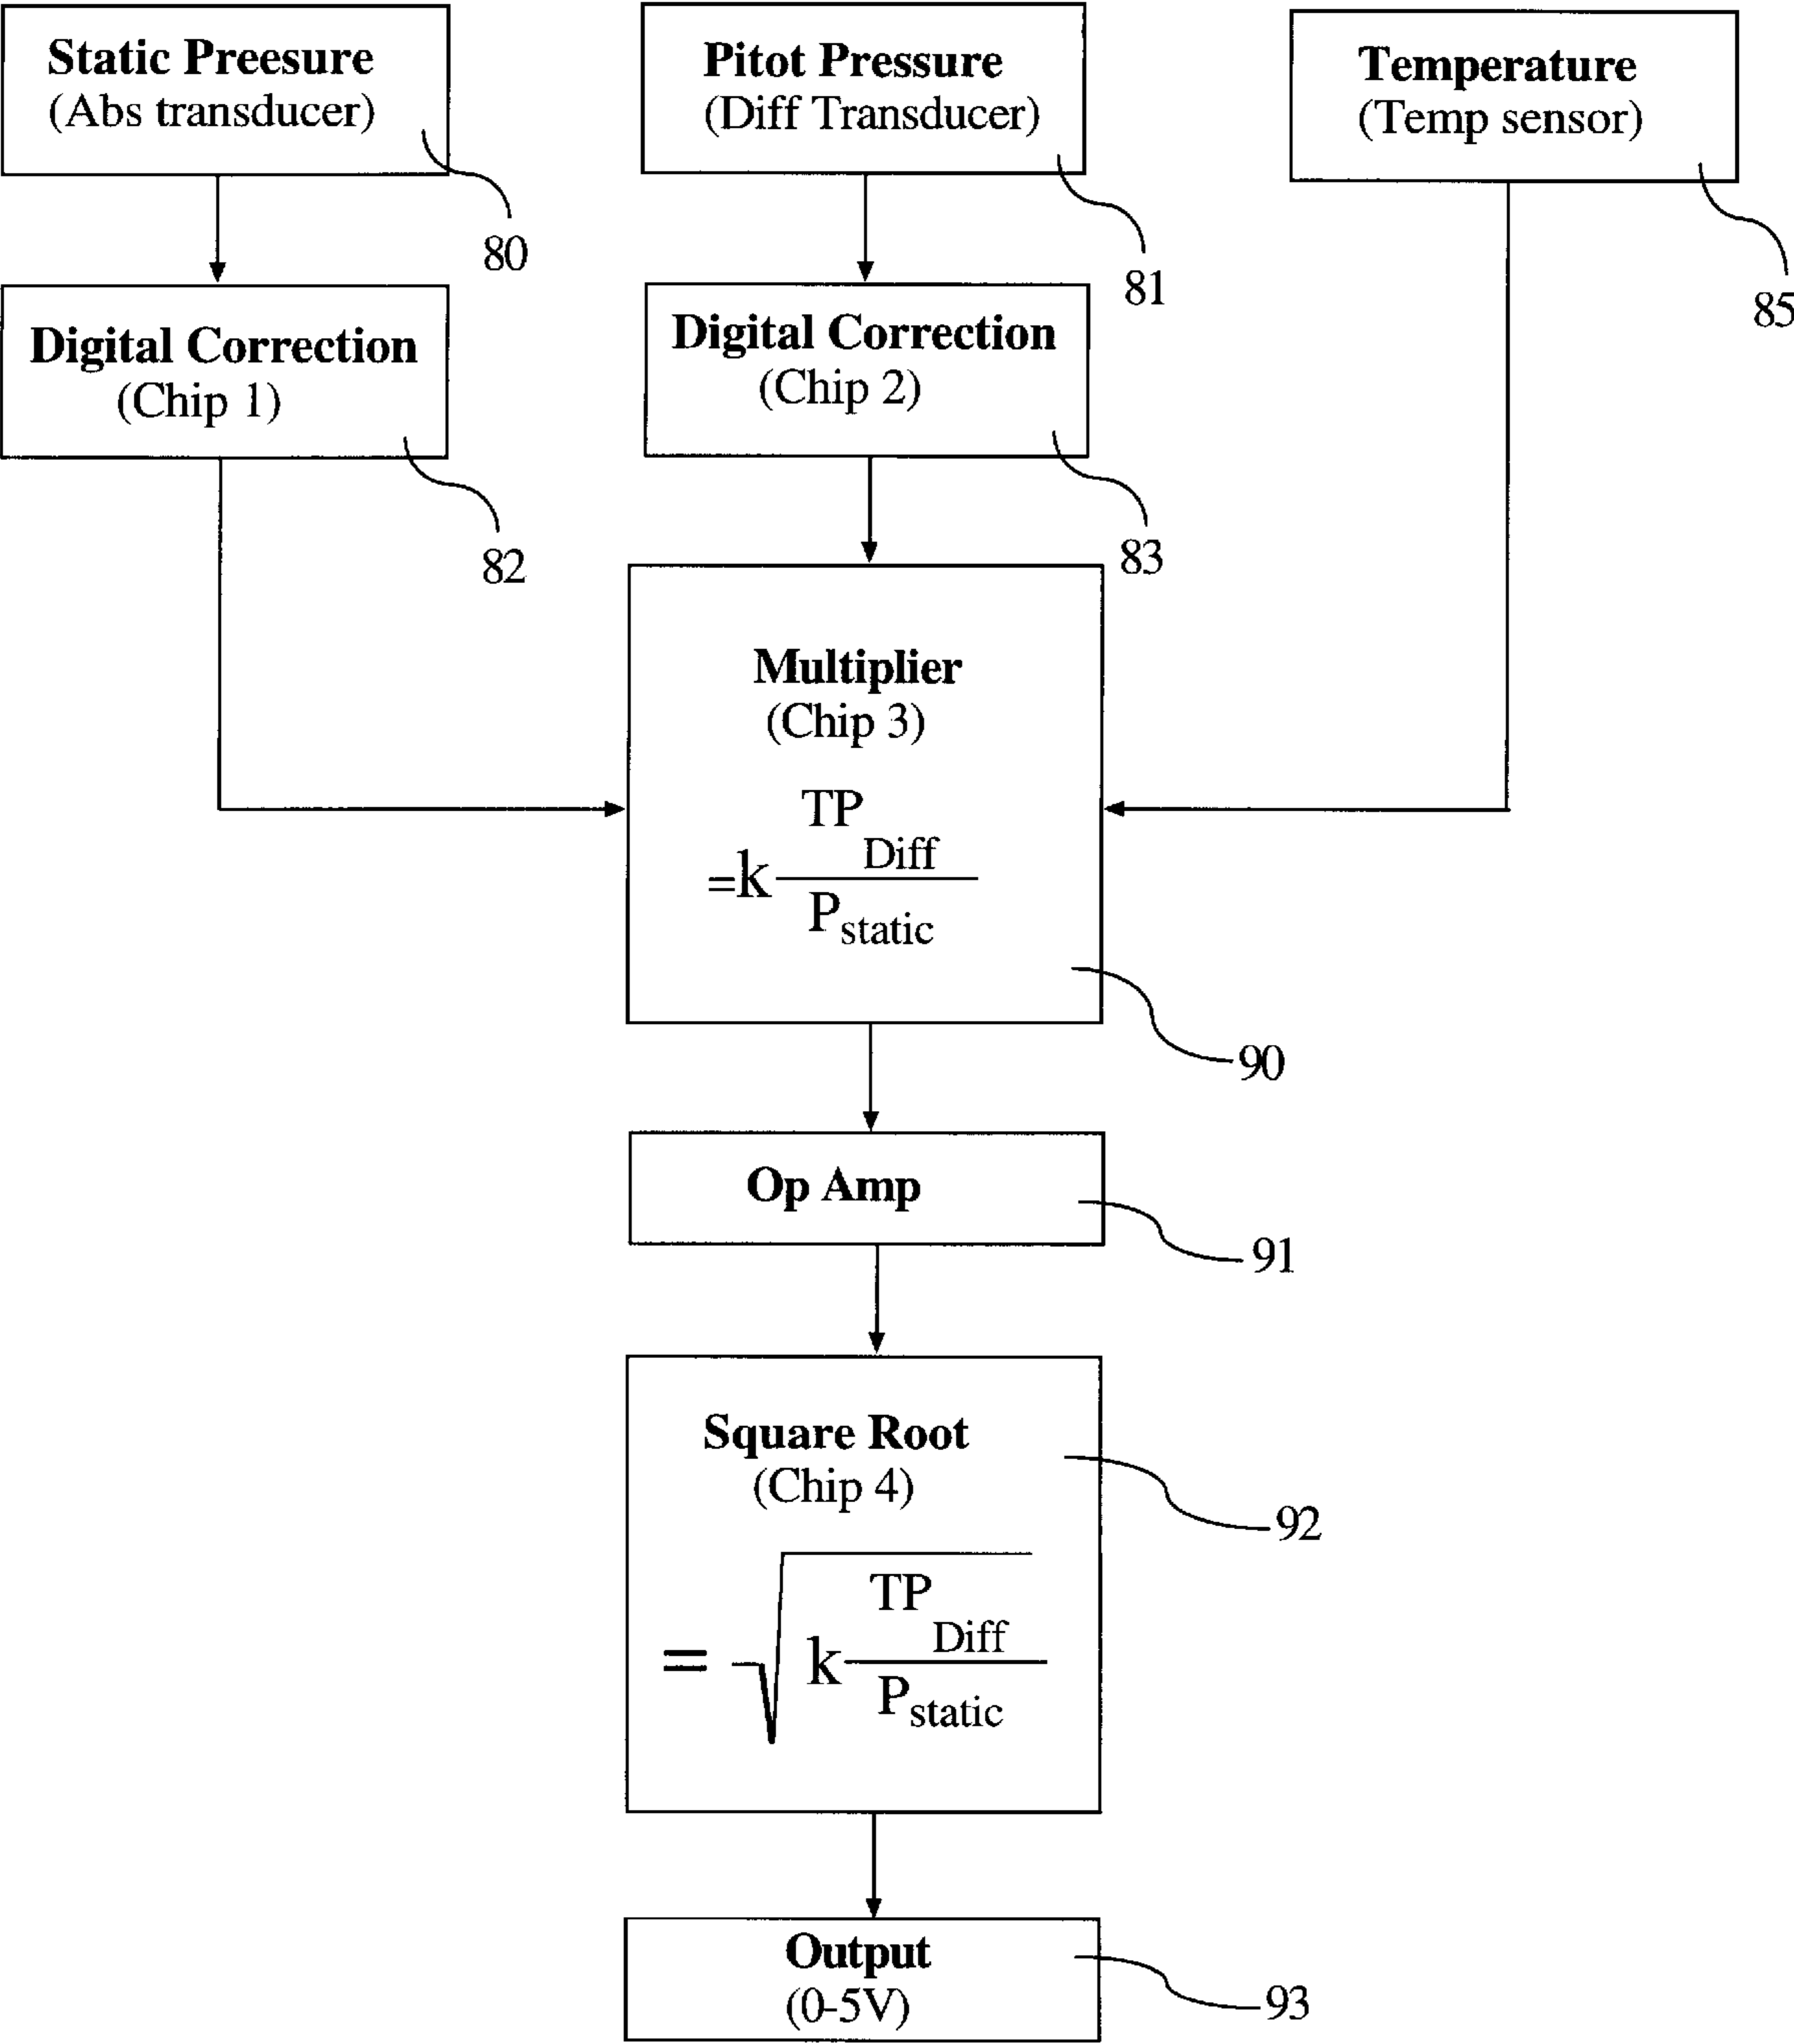 Static Preesure
(Abs transducer)
80
Pitot Pressure
(Diff Transducer)
81
Temperature
(Temp sensor)
85
Digital Correction
(Chip 1)
82
Digital Correction
(Chip 2)
83
Multiplier
(Chip 3)
TP
Diff
=k
P static
90
Op Amp
91
Square Root
(Chip 4)
TP
Diff
= √ k
P static
92
Output
(0-5V)
93